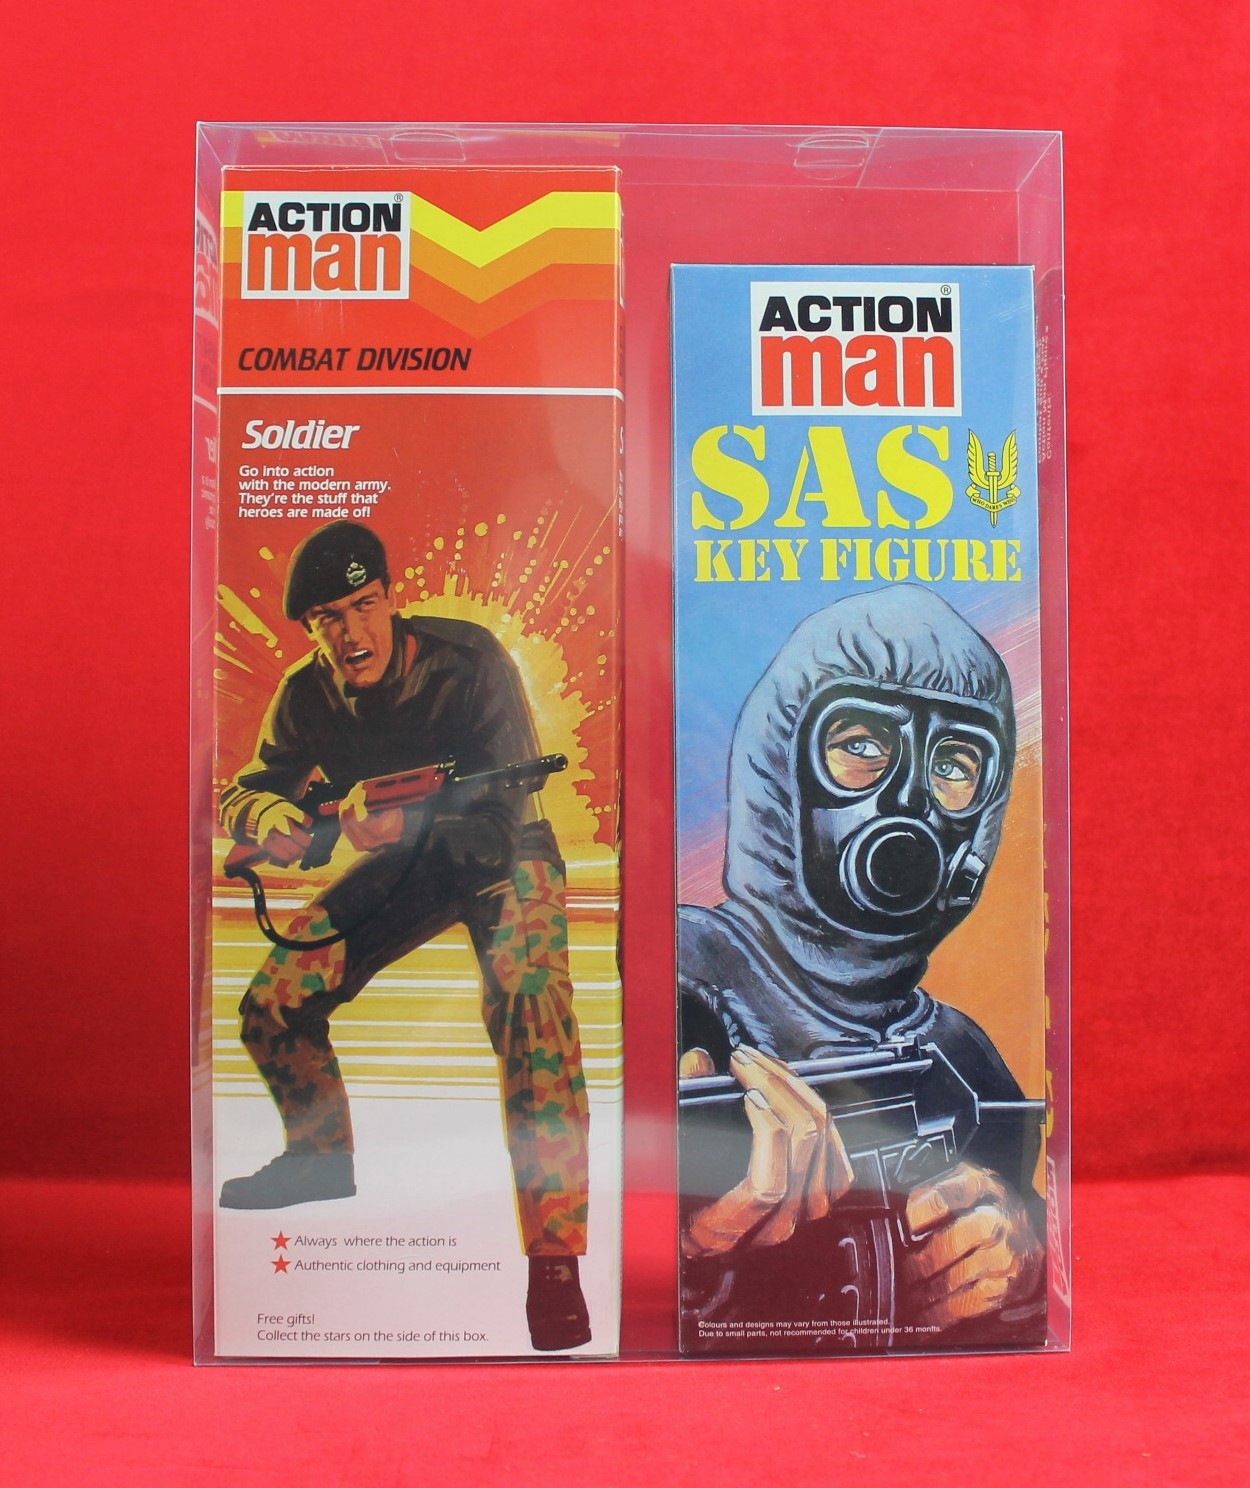 ACTION®
man
COMBAT DIVISION
Soldier
Go into action
with the modern army.
They're the stuff that
heroes are made of!
★ Always where the action is
★ Authentic clothing and equipment
Free gifts!
Collect the stars on the side of this box.
ACTION®
man
SAS
WHO DARES WINS
KEY FIGURE
Colours and designs may vary from those illustrated.
Due to small parts, not recommended for children under 36 months.